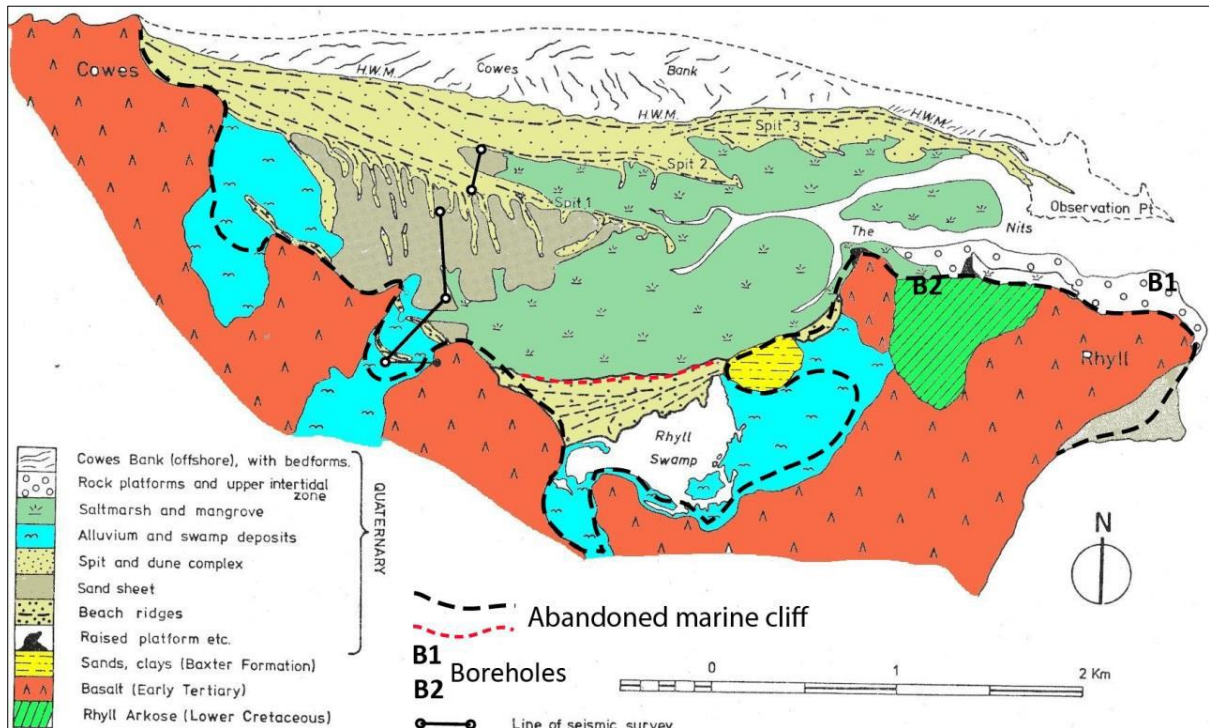 Cowes
H.W.M.
Cowes
Bank
H.W.M.
H.W.M.
Spit 3
Spit 2
Spit 1
Observation Pt.
The
Nits
B1
B2
Rhyll
Rhyll
Swamp
Cowes Bank (offshore), with bedforms.
Rock platforms and upper intertidal
zone
Saltmarsh and mangrove
Alluvium and swamp deposits
Spit and dune complex
Sand sheet
Beach ridges
Raised platform etc.
Sands, clays (Baxter Formation)
Basalt (Early Tertiary)
Rhyll Arkose (Lower Cretaceous)
QUATERNARY
Abandoned marine cliff
B1
B2
Boreholes
Line of seismic survey
N
0 1 2 Km